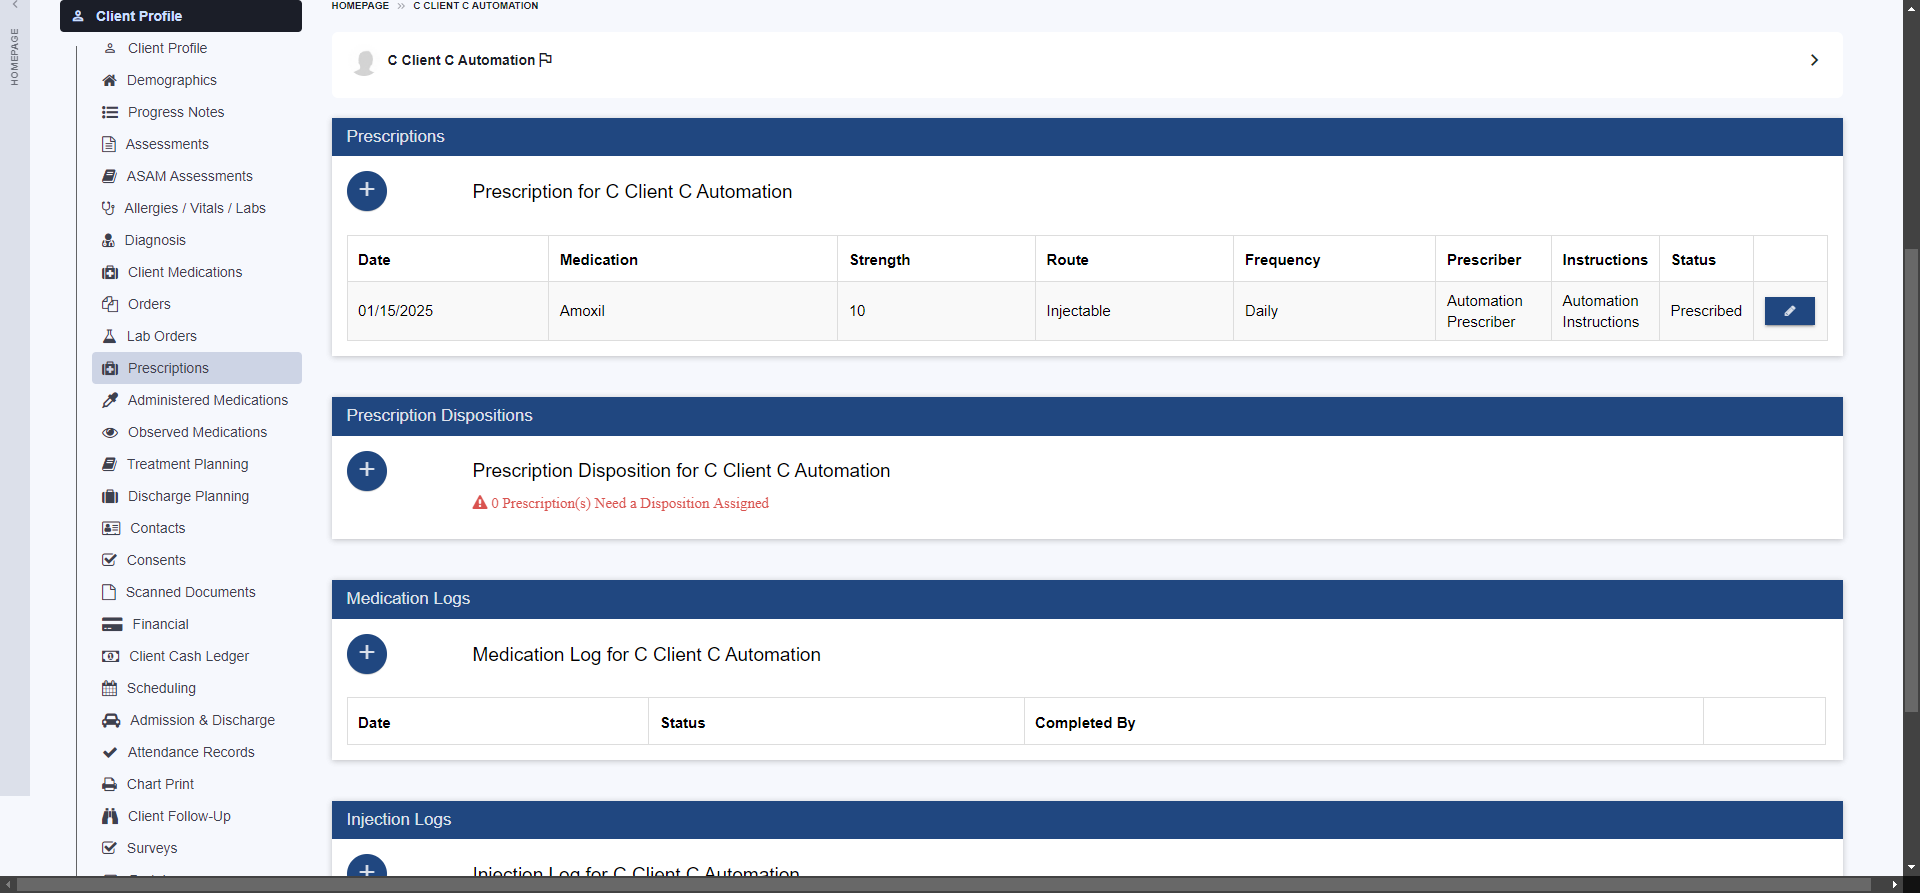 HOMEPAGE
Client Profile
Client Profile
Demographics
Progress Notes
Assessments
ASAM Assessments
Allergies / Vitals / Labs
Diagnosis
Client Medications
Orders
Lab Orders
Prescriptions
Administered Medications
Observed Medications
Treatment Planning
Discharge Planning
Contacts
Consents
Scanned Documents
Financial
Client Cash Ledger
Scheduling
Admission & Discharge
Attendance Records
Chart Print
Client Follow-Up
Surveys
HOMEPAGE » C CLIENT C AUTOMATION
C Client C Automation
Prescriptions
Prescription for C Client C Automation
Date Medication Strength Route Frequency Prescriber Instructions Status
01/15/2025 Amoxil 10 Injectable Daily Automation Prescriber Automation Instructions Prescribed
Prescription Dispositions
Prescription Disposition for C Client C Automation
0 Prescription(s) Need a Disposition Assigned
Medication Logs
Medication Log for C Client C Automation
Date Status Completed By
Injection Logs
Injection Log for C Client C Automation